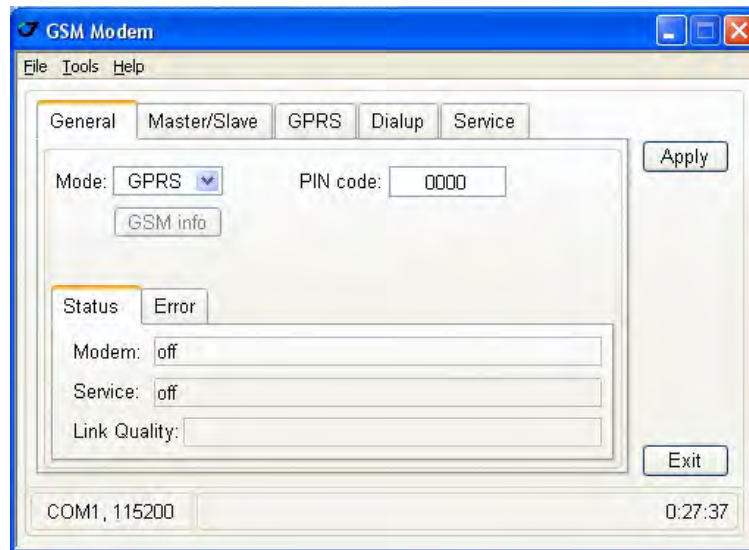 GSM Modem
File Tools Help
General Master/Slave GPRS Dialup Service
Apply
Mode: GPRS PIN code: 0000
GSM info
Status Error
Modem: off
Service: off
Link Quality:
Exit
COM1, 115200 0:27:37